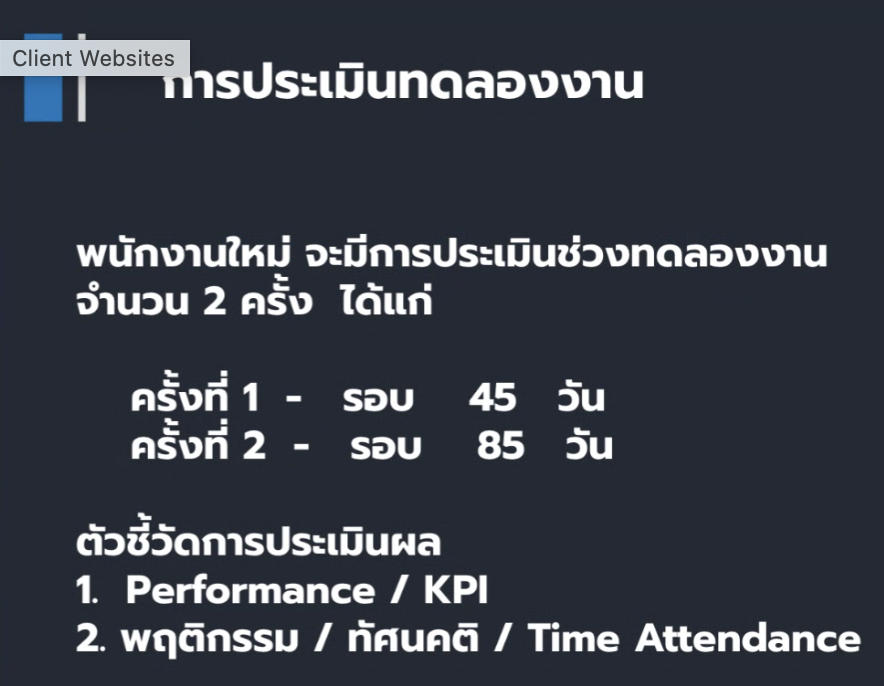 Client Websites
การประเมินทดลองงาน
พนักงานใหม่ จะมีการประเมินช่วงทดลองงาน
จำนวน 2 ครั้ง ได้แก่
ครั้งที่ 1 - รอบ 45 วัน
ครั้งที่ 2 - รอบ 85 วัน
ตัวชี้วัดการประเมินผล
1. Performance / KPI
2. พฤติกรรม / ทัศนคติ / Time Attendance